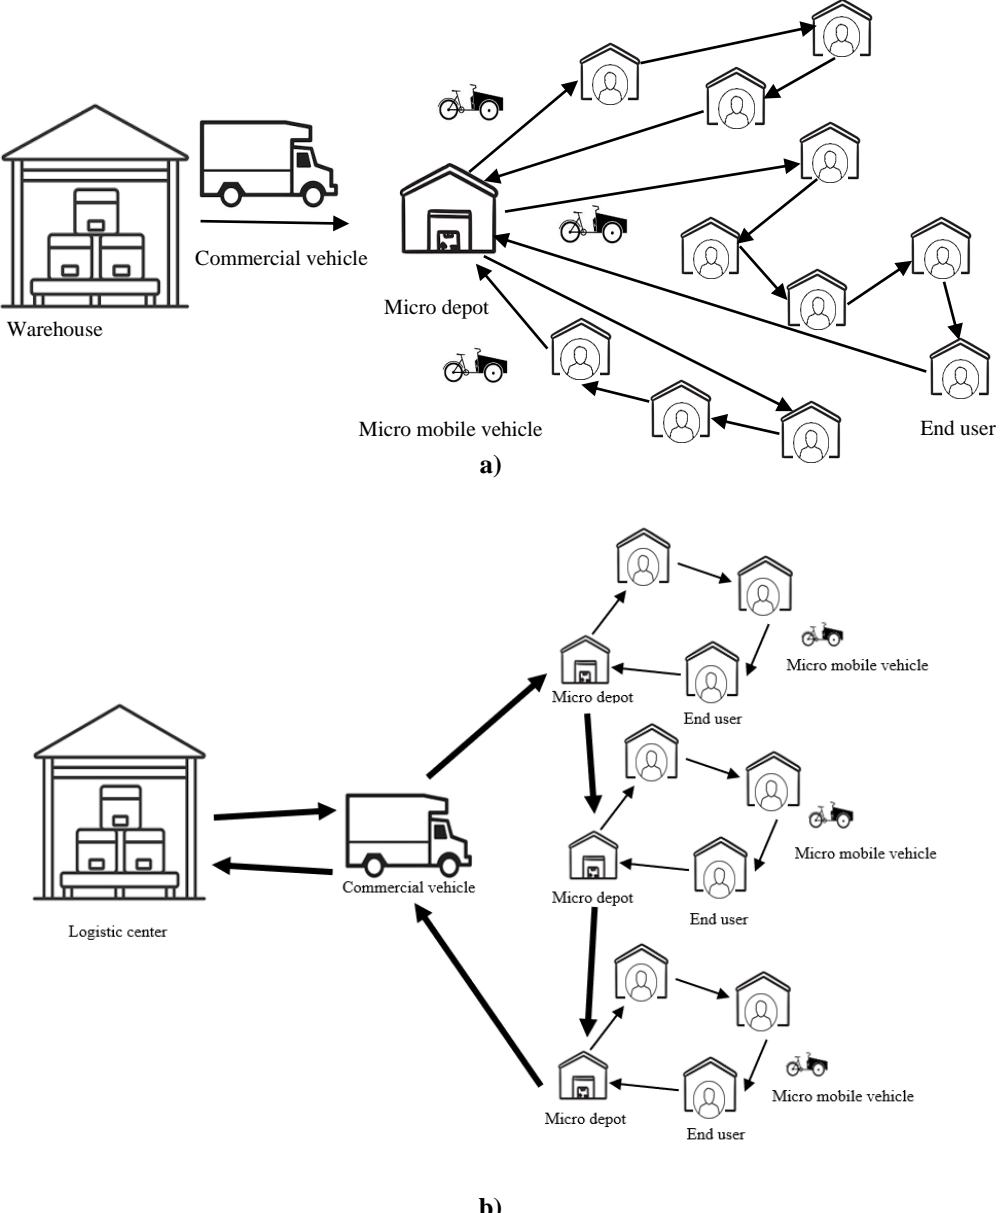 Commercial vehicle
Warehouse
Micro depot
Micro mobile vehicle
End user
a)
Micro mobile vehicle
Micro depot
End user
Micro mobile vehicle
Commercial vehicle
Micro depot
End user
Logistic center
Micro mobile vehicle
Micro depot
End user
b)